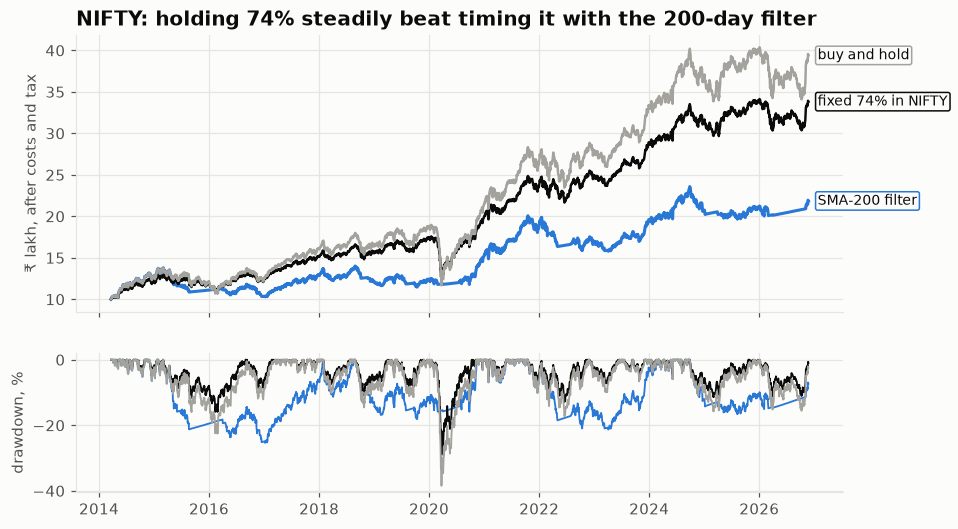 NIFTY: holding 74% steadily beat timing it with the 200-day filter
₹ lakh, after costs and tax
40
35
30
25
20
15
10
buy and hold
fixed 74% in NIFTY
SMA-200 filter
drawdown, %
0
−20
−40
2014
2016
2018
2020
2022
2024
2026